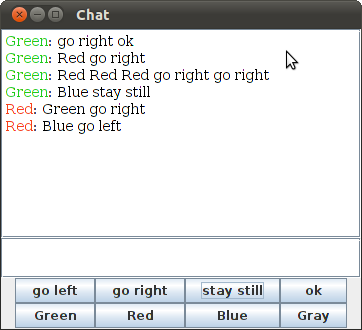 Chat
Green: go right ok
Green: Red go right
Green: Red Red Red go right go right
Green: Blue stay still
Red: Green go right
Red: Blue go left
go left go right stay still ok
Green Red Blue Gray